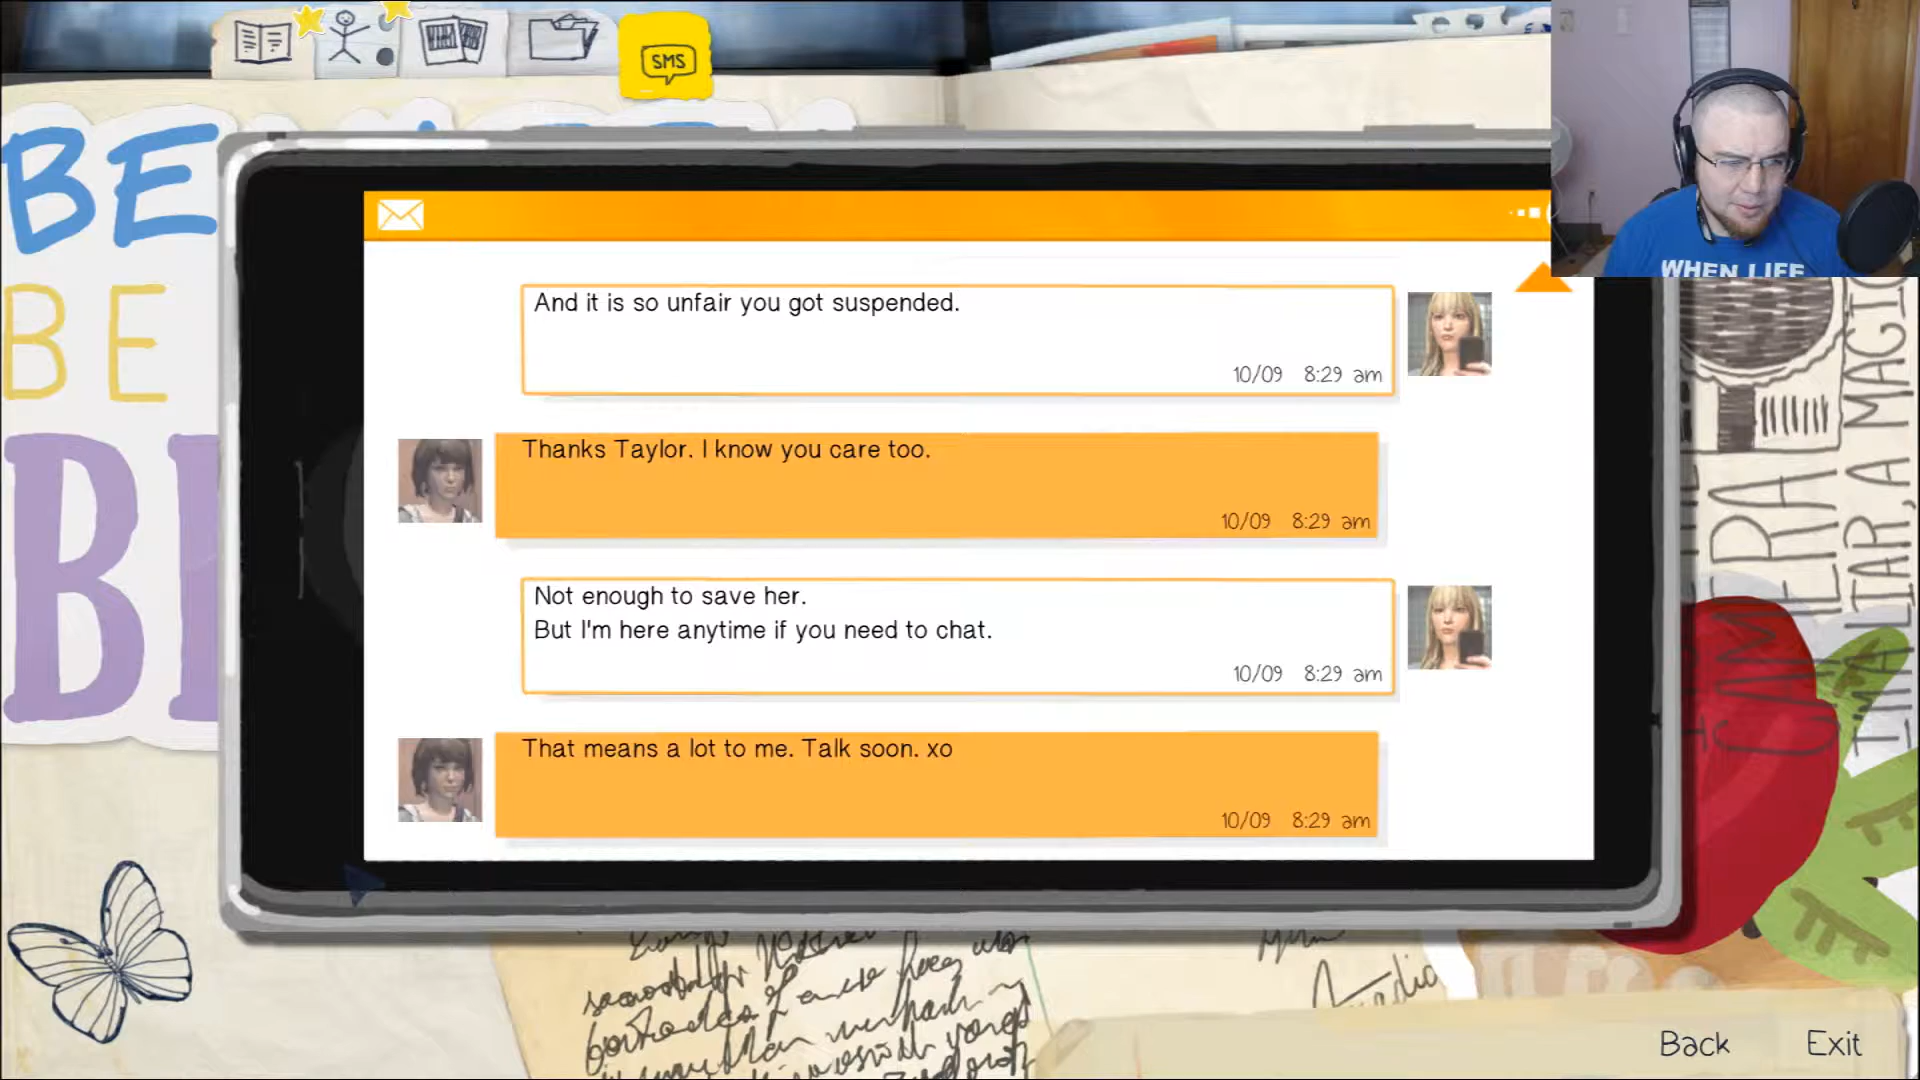 SMS
BE
BE
WHEN LIFE
And it is so unfair you got suspended.
10/09 8:29 am
Thanks Taylor. I know you care too.
10/09 8:29 am
Not enough to save her.
But I'm here anytime if you need to chat.
10/09 8:29 am
That means a lot to me. Talk soon. xo
10/09 8:29 am
CAMERA
A MAGIC
Back
Exit